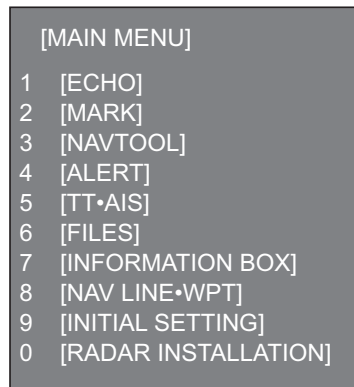 [MAIN MENU]
1 [ECHO]
2 [MARK]
3 [NAVTOOL]
4 [ALERT]
5 [TT•AIS]
6 [FILES]
7 [INFORMATION BOX]
8 [NAV LINE•WPT]
9 [INITIAL SETTING]
0 [RADAR INSTALLATION]